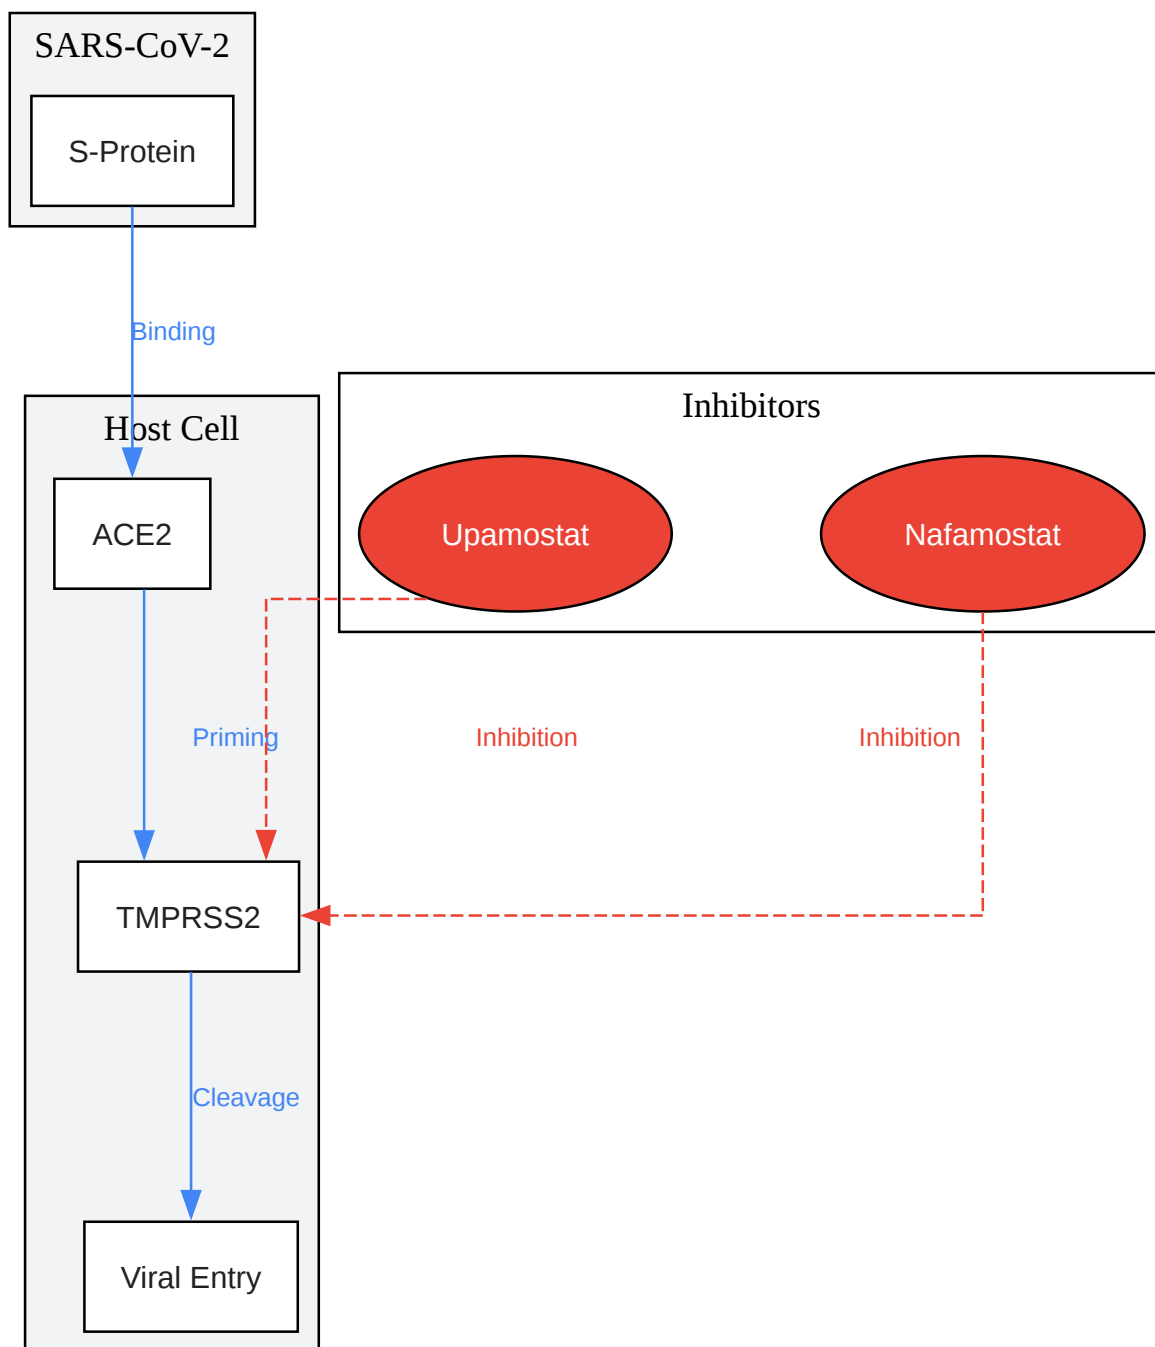 SARS-CoV-2
S-Protein
Binding
Host Cell
Inhibitors
ACE2
Upamostat
Nafamostat
Priming
Inhibition
Inhibition
TMPRSS2
Cleavage
Viral Entry